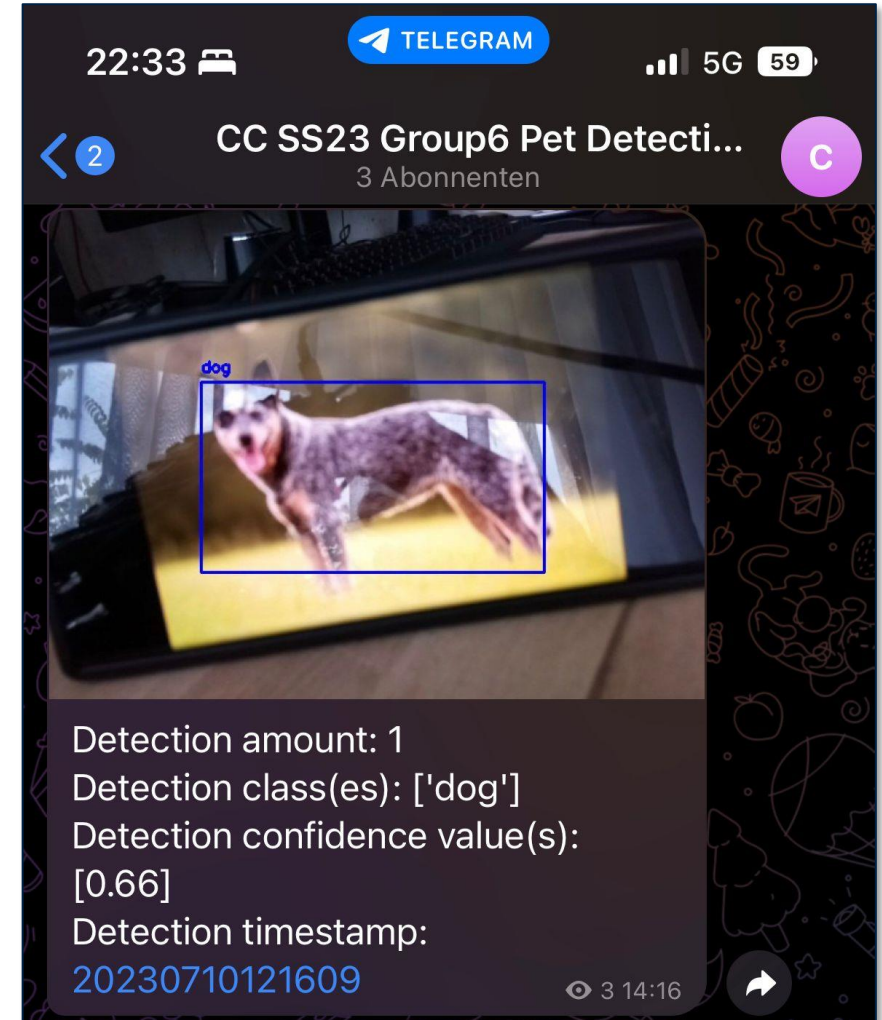 22:33
TELEGRAM
5G 59
2
CC SS23 Group6 Pet Detecti...
3 Abonnenten
C
dog
Detection amount: 1
Detection class(es): ['dog']
Detection confidence value(s):
[0.66]
Detection timestamp:
20230710121609
3 14:16